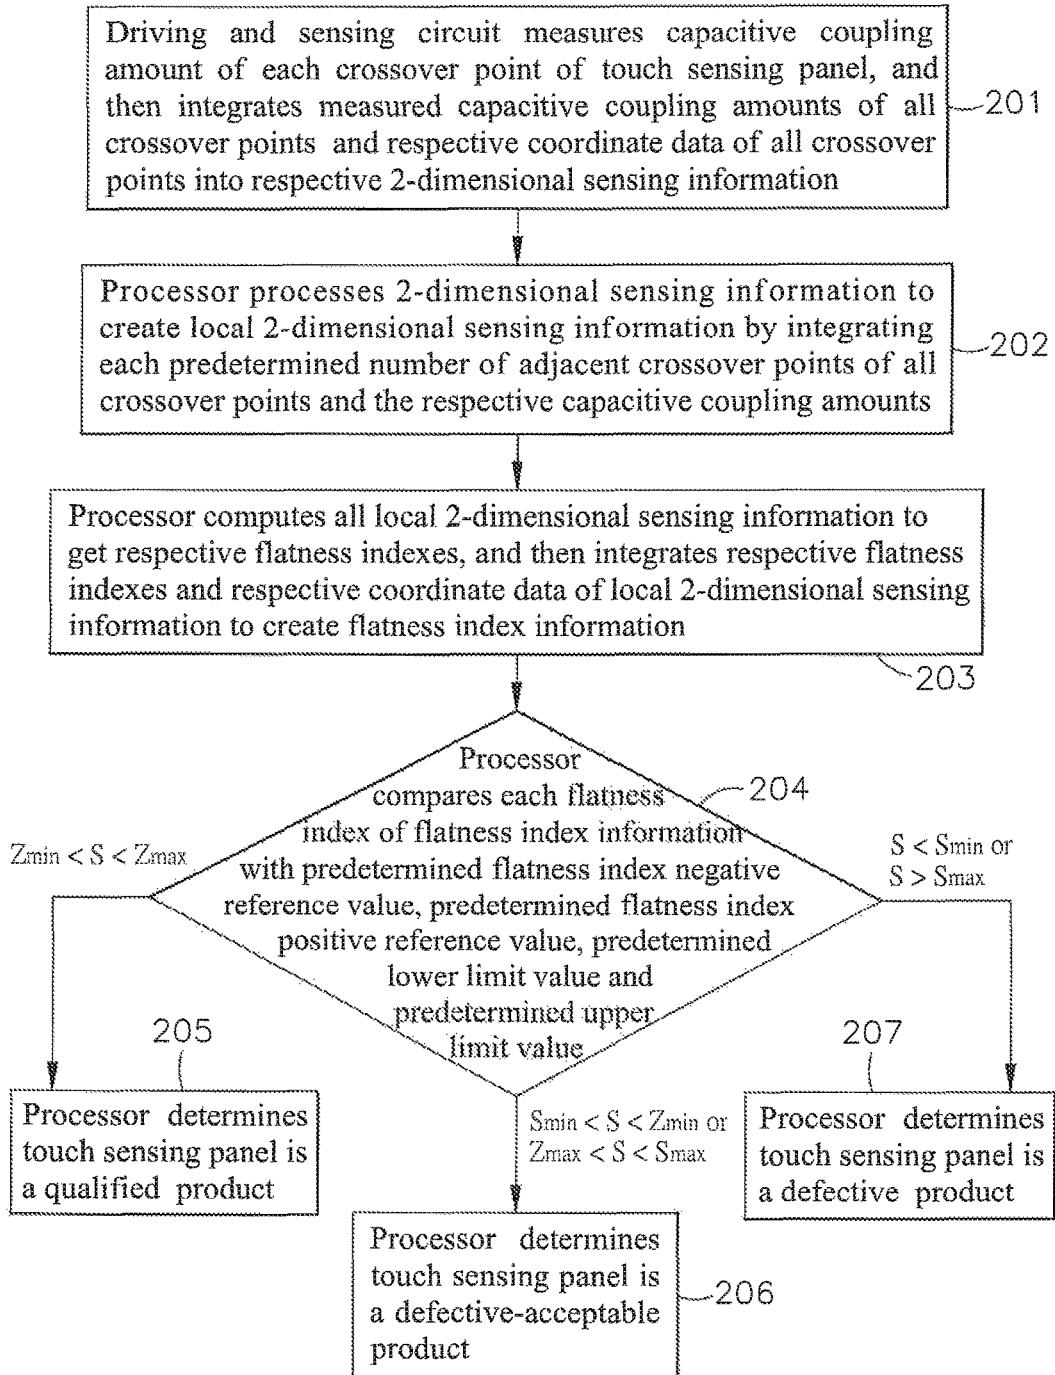 Driving and sensing circuit measures capacitive coupling
amount of each crossover point of touch sensing panel, and
then integrates measured capacitive coupling amounts of all
crossover points and respective coordinate data of all crossover
points into respective 2-dimensional sensing information
201
Processor processes 2-dimensional sensing information to
create local 2-dimensional sensing information by integrating
each predetermined number of adjacent crossover points of all
crossover points and the respective capacitive coupling amounts
202
Processor computes all local 2-dimensional sensing information to
get respective flatness indexes, and then integrates respective flatness
indexes and respective coordinate data of local 2-dimensional sensing
information to create flatness index information
203
Processor
compares each flatness
index of flatness index information
with predetermined flatness index negative
reference value, predetermined flatness index
positive reference value, predetermined
lower limit value and
predetermined upper
limit value
204
Zmin < S < Zmax
S < Smin or
S > Smax
205
Processor determines
touch sensing panel is
a qualified product
Smin < S < Zmin or
Zmax < S < Smax
207
Processor determines
touch sensing panel is
a defective product
Processor determines
touch sensing panel is
a defective-acceptable
product
206